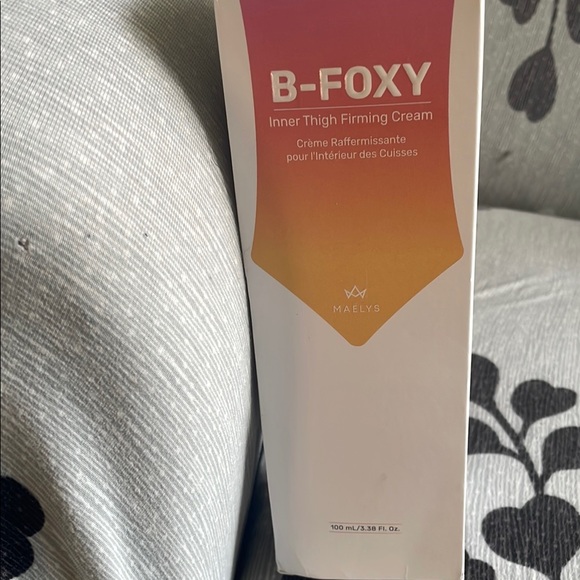 B-FOXY
Inner Thigh Firming Cream
Crème Raffermissante
pour l'Intérieur des Cuisses
MAELYS
100 mL/3.38 Fl. Oz.